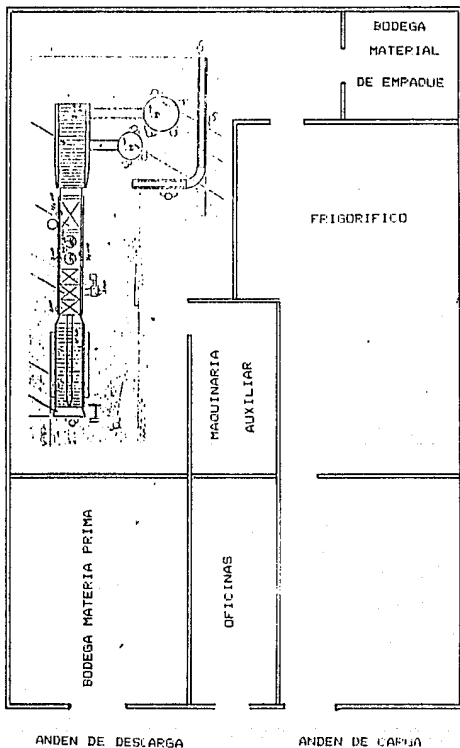 BODEGA
MATERIAL
DE EMPAQUE
FRIGORIFICO
MAQUINARIA
AUXILIAR
BODEGA MATERIA PRIMA
OFICINAS
ANDEN DE DESCARGA
ANDEN DE CARGA